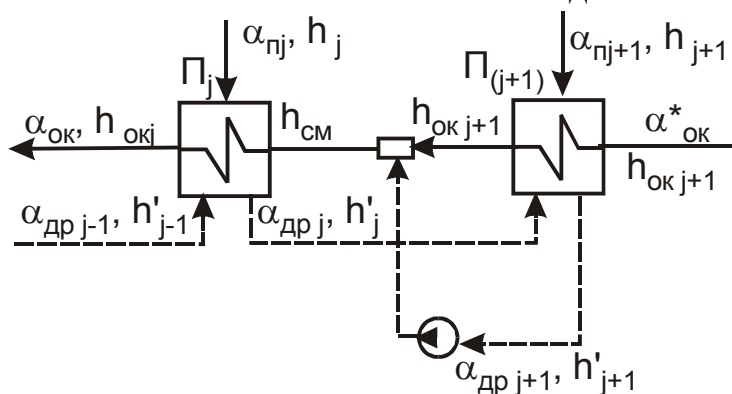 α_пj, h_j
α_пj+1, h_j+1
П_j
П_(j+1)
α_ок, h_окj
h_см
h_ок j+1
α*_ок
h_ок j+1
α_др j-1, h'_j-1
α_др j, h'_j
α_др j+1, h'_j+1